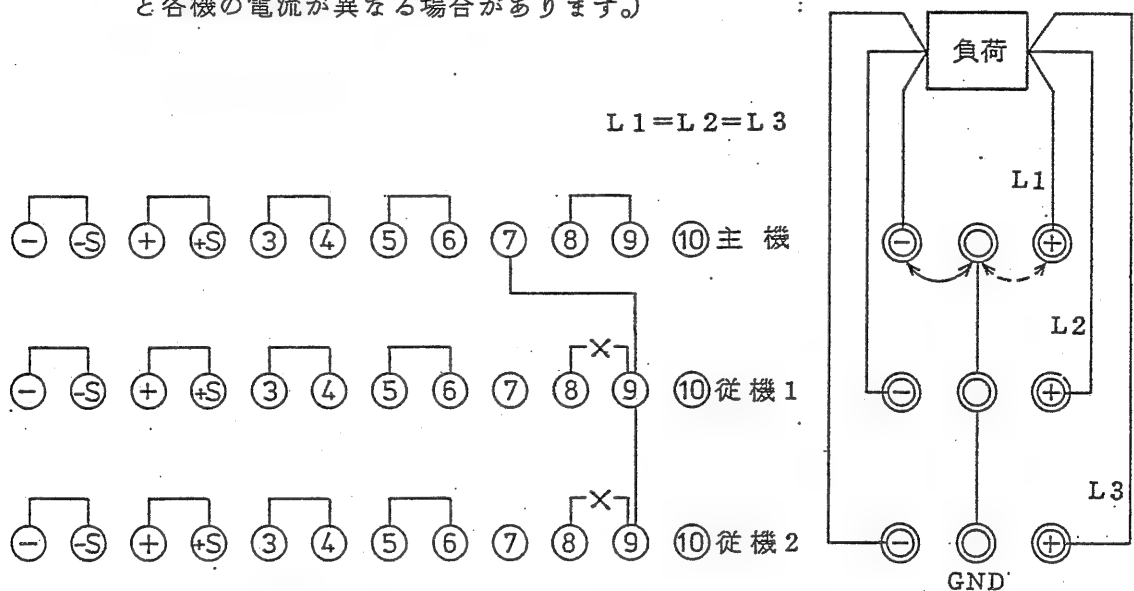 と各機の電流が異なる場合があります。)
負荷
L1=L2=L3
L1
− -S + +S 3 4 5 6 7 8 9 10 主機
− +
L2
× 
− -S + +S 3 4 5 6 7 8 9 10 従機1
− +
L3
×
− -S + +S 3 4 5 6 7 8 9 10 従機2
− +
GND